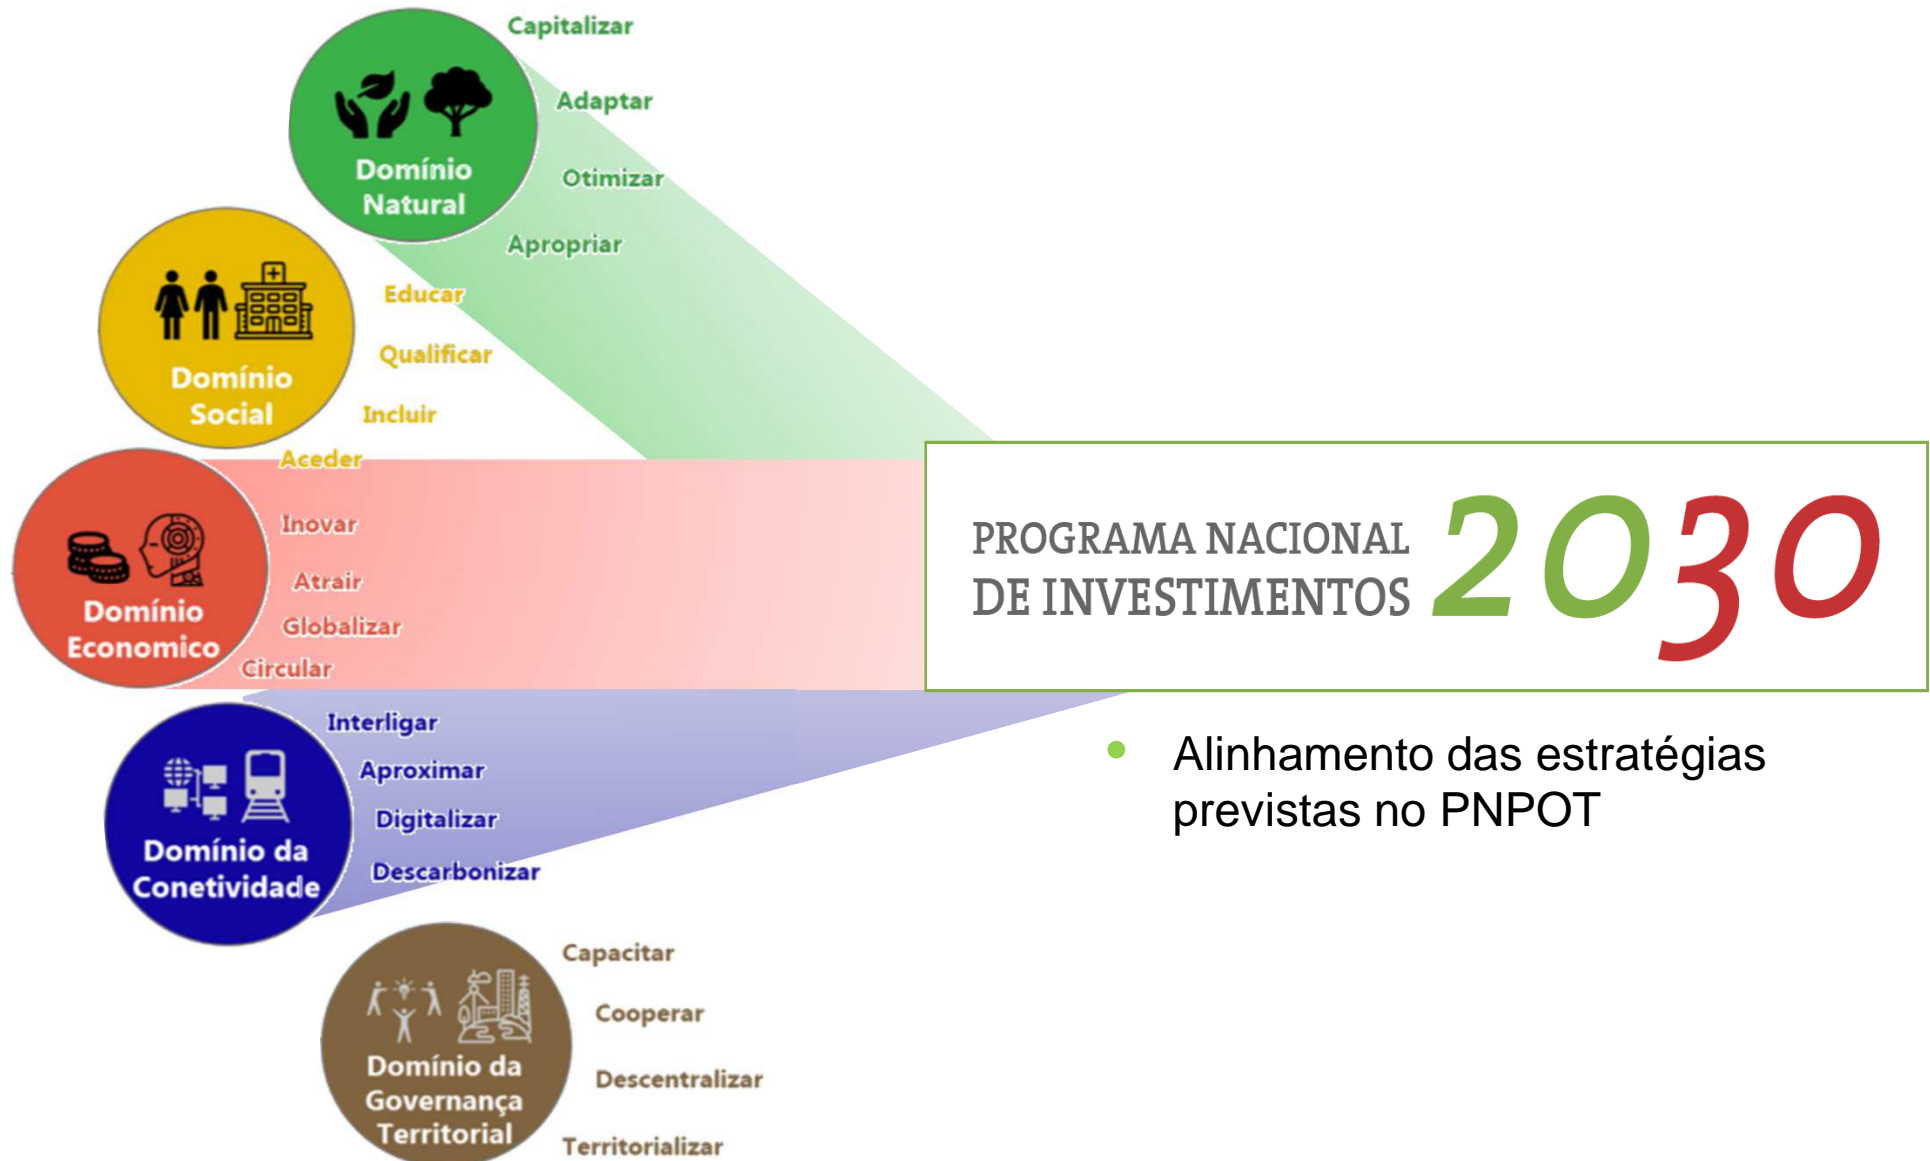 Capitalizar
Adaptar
Otimizar
Apropriar
Domínio
Natural
Educar
Qualificar
Incluir
Aceder
Domínio
Social
Inovar
Atrair
Globalizar
Circular
Domínio
Economico
Interligar
Aproximar
Digitalizar
Descarbonizar
Domínio da
Conetividade
Capacitar
Cooperar
Descentralizar
Territorializar
Domínio da
Governança
Territorial
PROGRAMA NACIONAL
DE INVESTIMENTOS 2030
• Alinhamento das estratégias
previstas no PNPOT